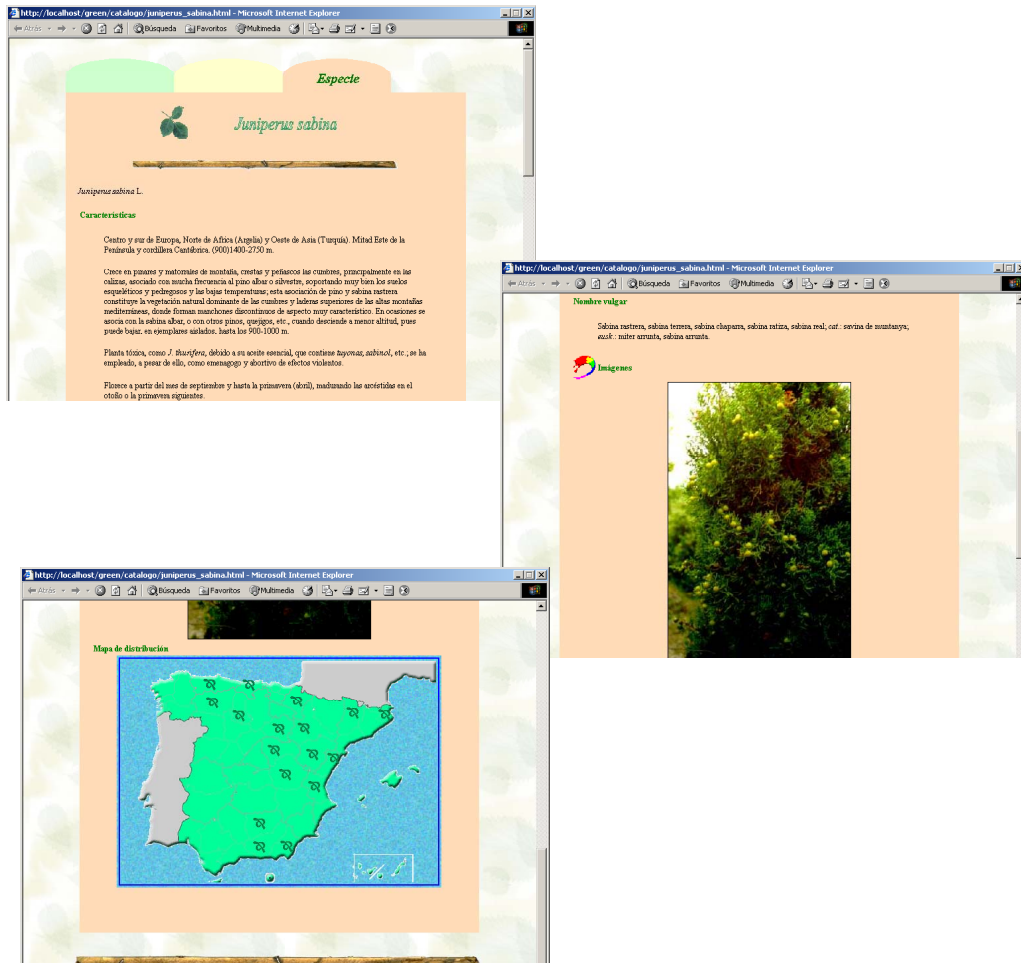 http://localhost/green/catalogo/juniperus_sabina.html - Microsoft Internet Explorer
Atrás Búsqueda Favoritos Multimedia
Especie
Juniperus sabina
Juniperus sabina L.
Características
Centro y sur de Europa, Norte de Africa (Argelia) y Oeste de Asia (Turquía). Mitad Este de la
Península y cordillera Cantábrica. (900)1400-2750 m.
Crece en pinares y matorrales de montaña, crestas y peñascos las cumbres, principalmente en las
calizas, asociado con mucha frecuencia al pino albar o silvestre, soportando muy bien los suelos
esqueléticos y pedregosos y las bajas temperaturas; esta asociación de pino y sabina rastrera
constituye la vegetación natural dominante de las cumbres y laderas superiores de las altas montañas
mediterráneas, donde forman manchones discontinuos de aspecto muy característico. En ocasiones se
asocia con la sabina albar, o con otros pinos, quejigos, etc., cuando desciende a menor altitud, pues
puede bajar, en ejemplares aislados, hasta los 900-1000 m.
Planta tóxica, como J. thurifera, debido a su aceite esencial, que contiene tuyonas, sabinol, etc.; se ha
empleado, a pesar de ello, como emenagogo y abortivo de efectos violentos.
Florece a partir del mes de septiembre y hasta la primavera (abril), madurando las arcéstidas en el
otoño o la primavera siguientes.
http://localhost/green/catalogo/juniperus_sabina.html - Microsoft Internet Explorer
Atrás Búsqueda Favoritos Multimedia
Nombre vulgar
Sabina rastrera, sabina terrera, sabina chaparra, sabina ratiza, sabina real; cat.: savina de muntanya;
eusk.: miter arrunta, sabina arrunta.
Imágenes
http://localhost/green/catalogo/juniperus_sabina.html - Microsoft Internet Explorer
Atrás Búsqueda Favoritos Multimedia
Mapa de distribución